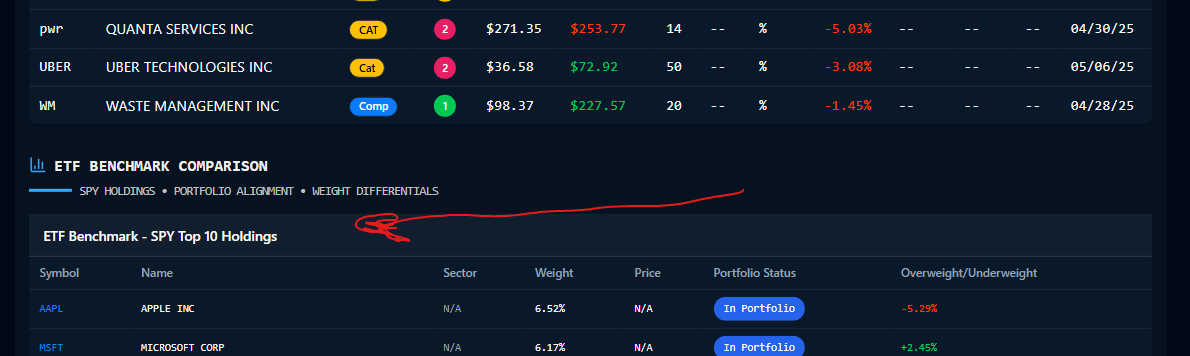 pwr QUANTA SERVICES INC CAT 2 $271.35 $253.77 14 -- % -5.03% -- -- -- 04/30/25
UBER UBER TECHNOLOGIES INC Cat 2 $36.58 $72.92 50 -- % -3.08% -- -- -- 05/06/25
WM WASTE MANAGEMENT INC Comp 1 $98.37 $227.57 20 -- % -1.45% -- -- -- 04/28/25
ETF BENCHMARK COMPARISON
SPY HOLDINGS • PORTFOLIO ALIGNMENT • WEIGHT DIFFERENTIALS
ETF Benchmark - SPY Top 10 Holdings
Symbol Name Sector Weight Price Portfolio Status Overweight/Underweight
AAPL APPLE INC N/A 6.52% N/A In Portfolio -5.29%
MSFT MICROSOFT CORP N/A 6.17% N/A In Portfolio +2.45%